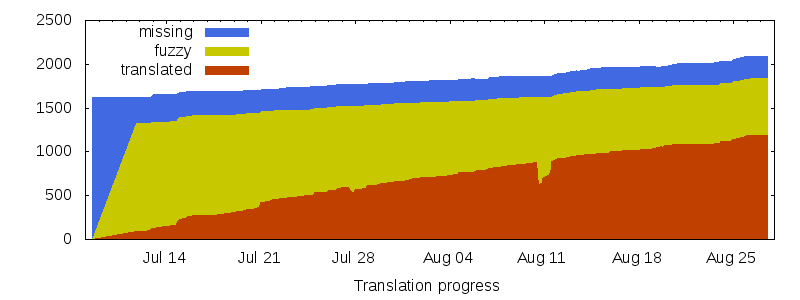 2500
2000
1500
1000
500
0
missing
fuzzy
translated
Jul 14 Jul 21 Jul 28 Aug 04 Aug 11 Aug 18 Aug 25
Translation progress